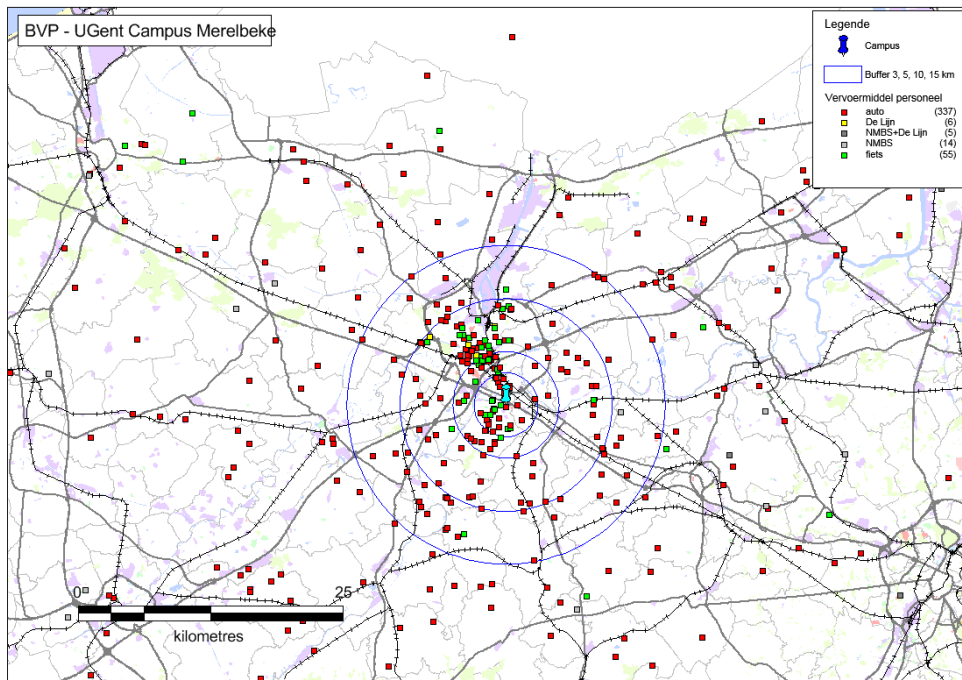 BVP - UGent Campus Merelbeke
Legende
Campus
Buffer 3, 5, 10, 15 km
Vervoermiddel personeel
auto (337)
De Lijn (6)
NMBS+De Lijn (5)
NMBS (14)
fiets (55)
0 25
kilometres